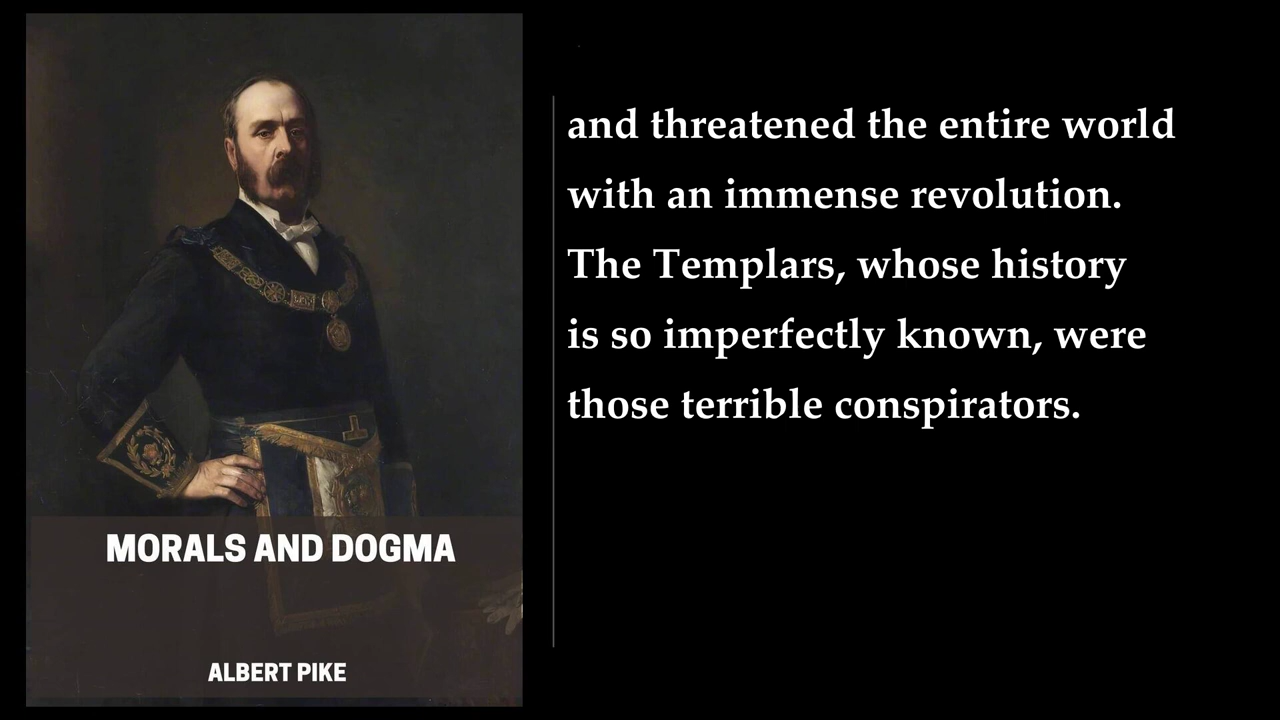 MORALS AND DOGMA
ALBERT PIKE
and threatened the entire world
with an immense revolution.
The Templars, whose history
is so imperfectly known, were
those terrible conspirators.